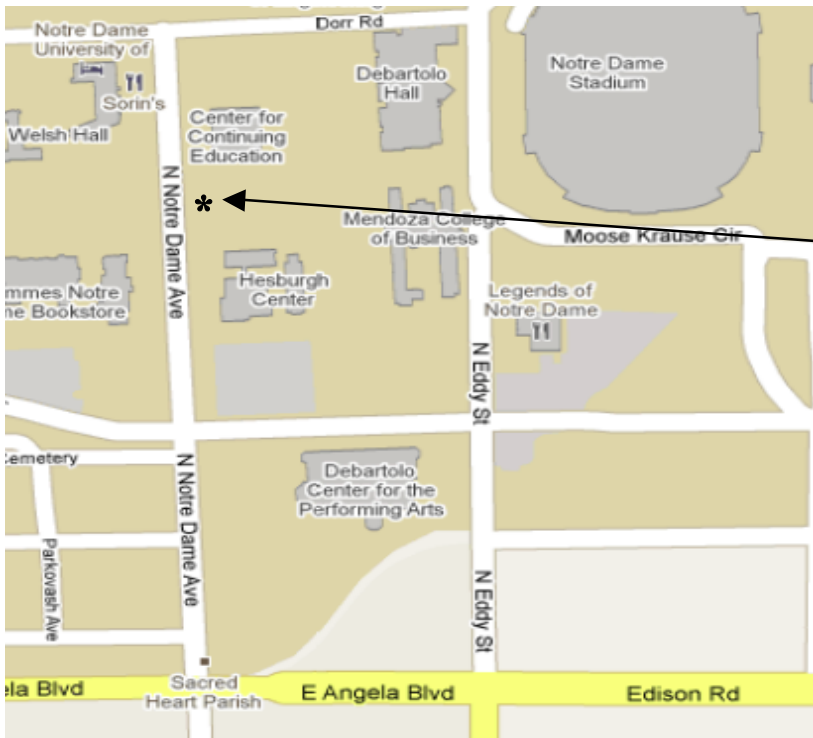 Dorr Rd
Notre Dame
University of
Sorin's
Welsh Hall
Center for
Continuing
Education
Debartolo
Hall
Notre Dame
Stadium
N Notre Dame Ave
*
Mendoza College
of Business
Moose Krause Cir
mmes Notre
me Bookstore
Hesburgh
Center
Legends of
Notre Dame
N Eddy St
Cemetery
N Notre Dame Ave
Debartolo
Center for the
Performing Arts
Parkovash Ave
N Eddy St
ela Blvd
Sacred
Heart Parish
E Angela Blvd
Edison Rd